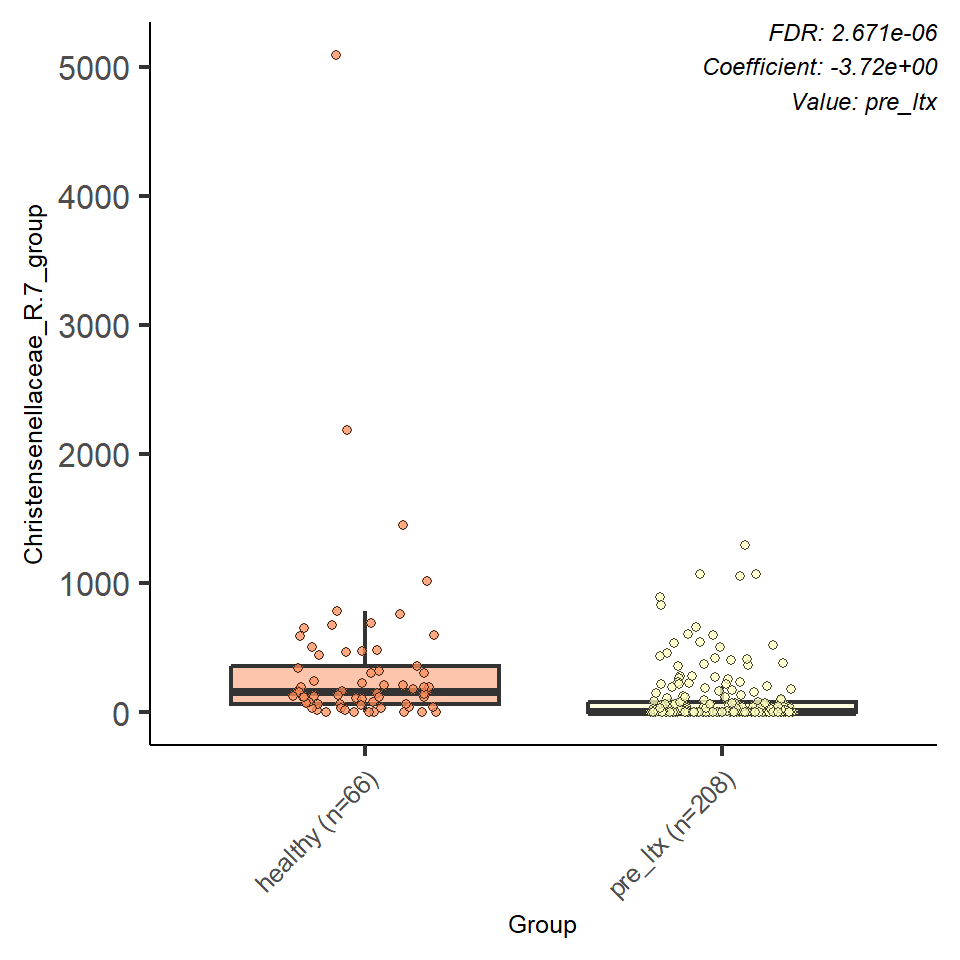 FDR: 2.671e-06
Coefficient: -3.72e+00
Value: pre_ltx
Christensenellaceae_R.7_group
5000
4000
3000
2000
1000
0
healthy (n=66)
pre_ltx (n=208)
Group